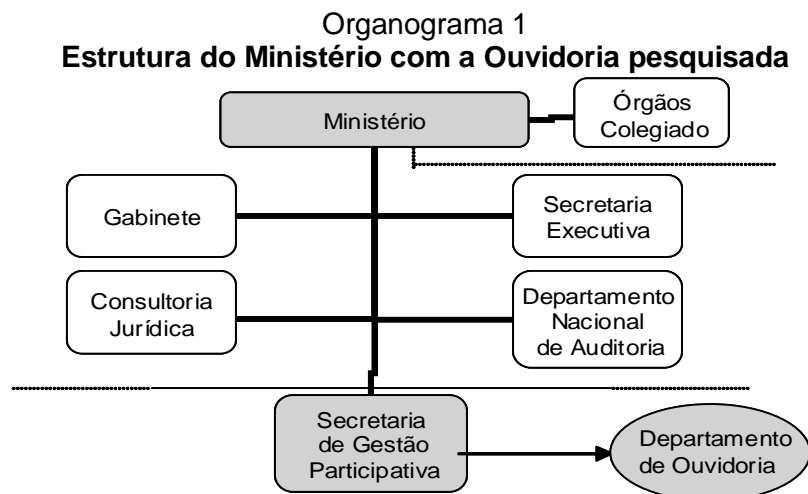 Organograma 1
Estrutura do Ministério com a Ouvidoria pesquisada
Ministério
Órgãos
Colegiado
Gabinete
Secretaria
Executiva
Consultoria
Jurídica
Departamento
Nacional
de Auditoria
Secretaria
de Gestão
Participativa
Departamento
de Ouvidoria